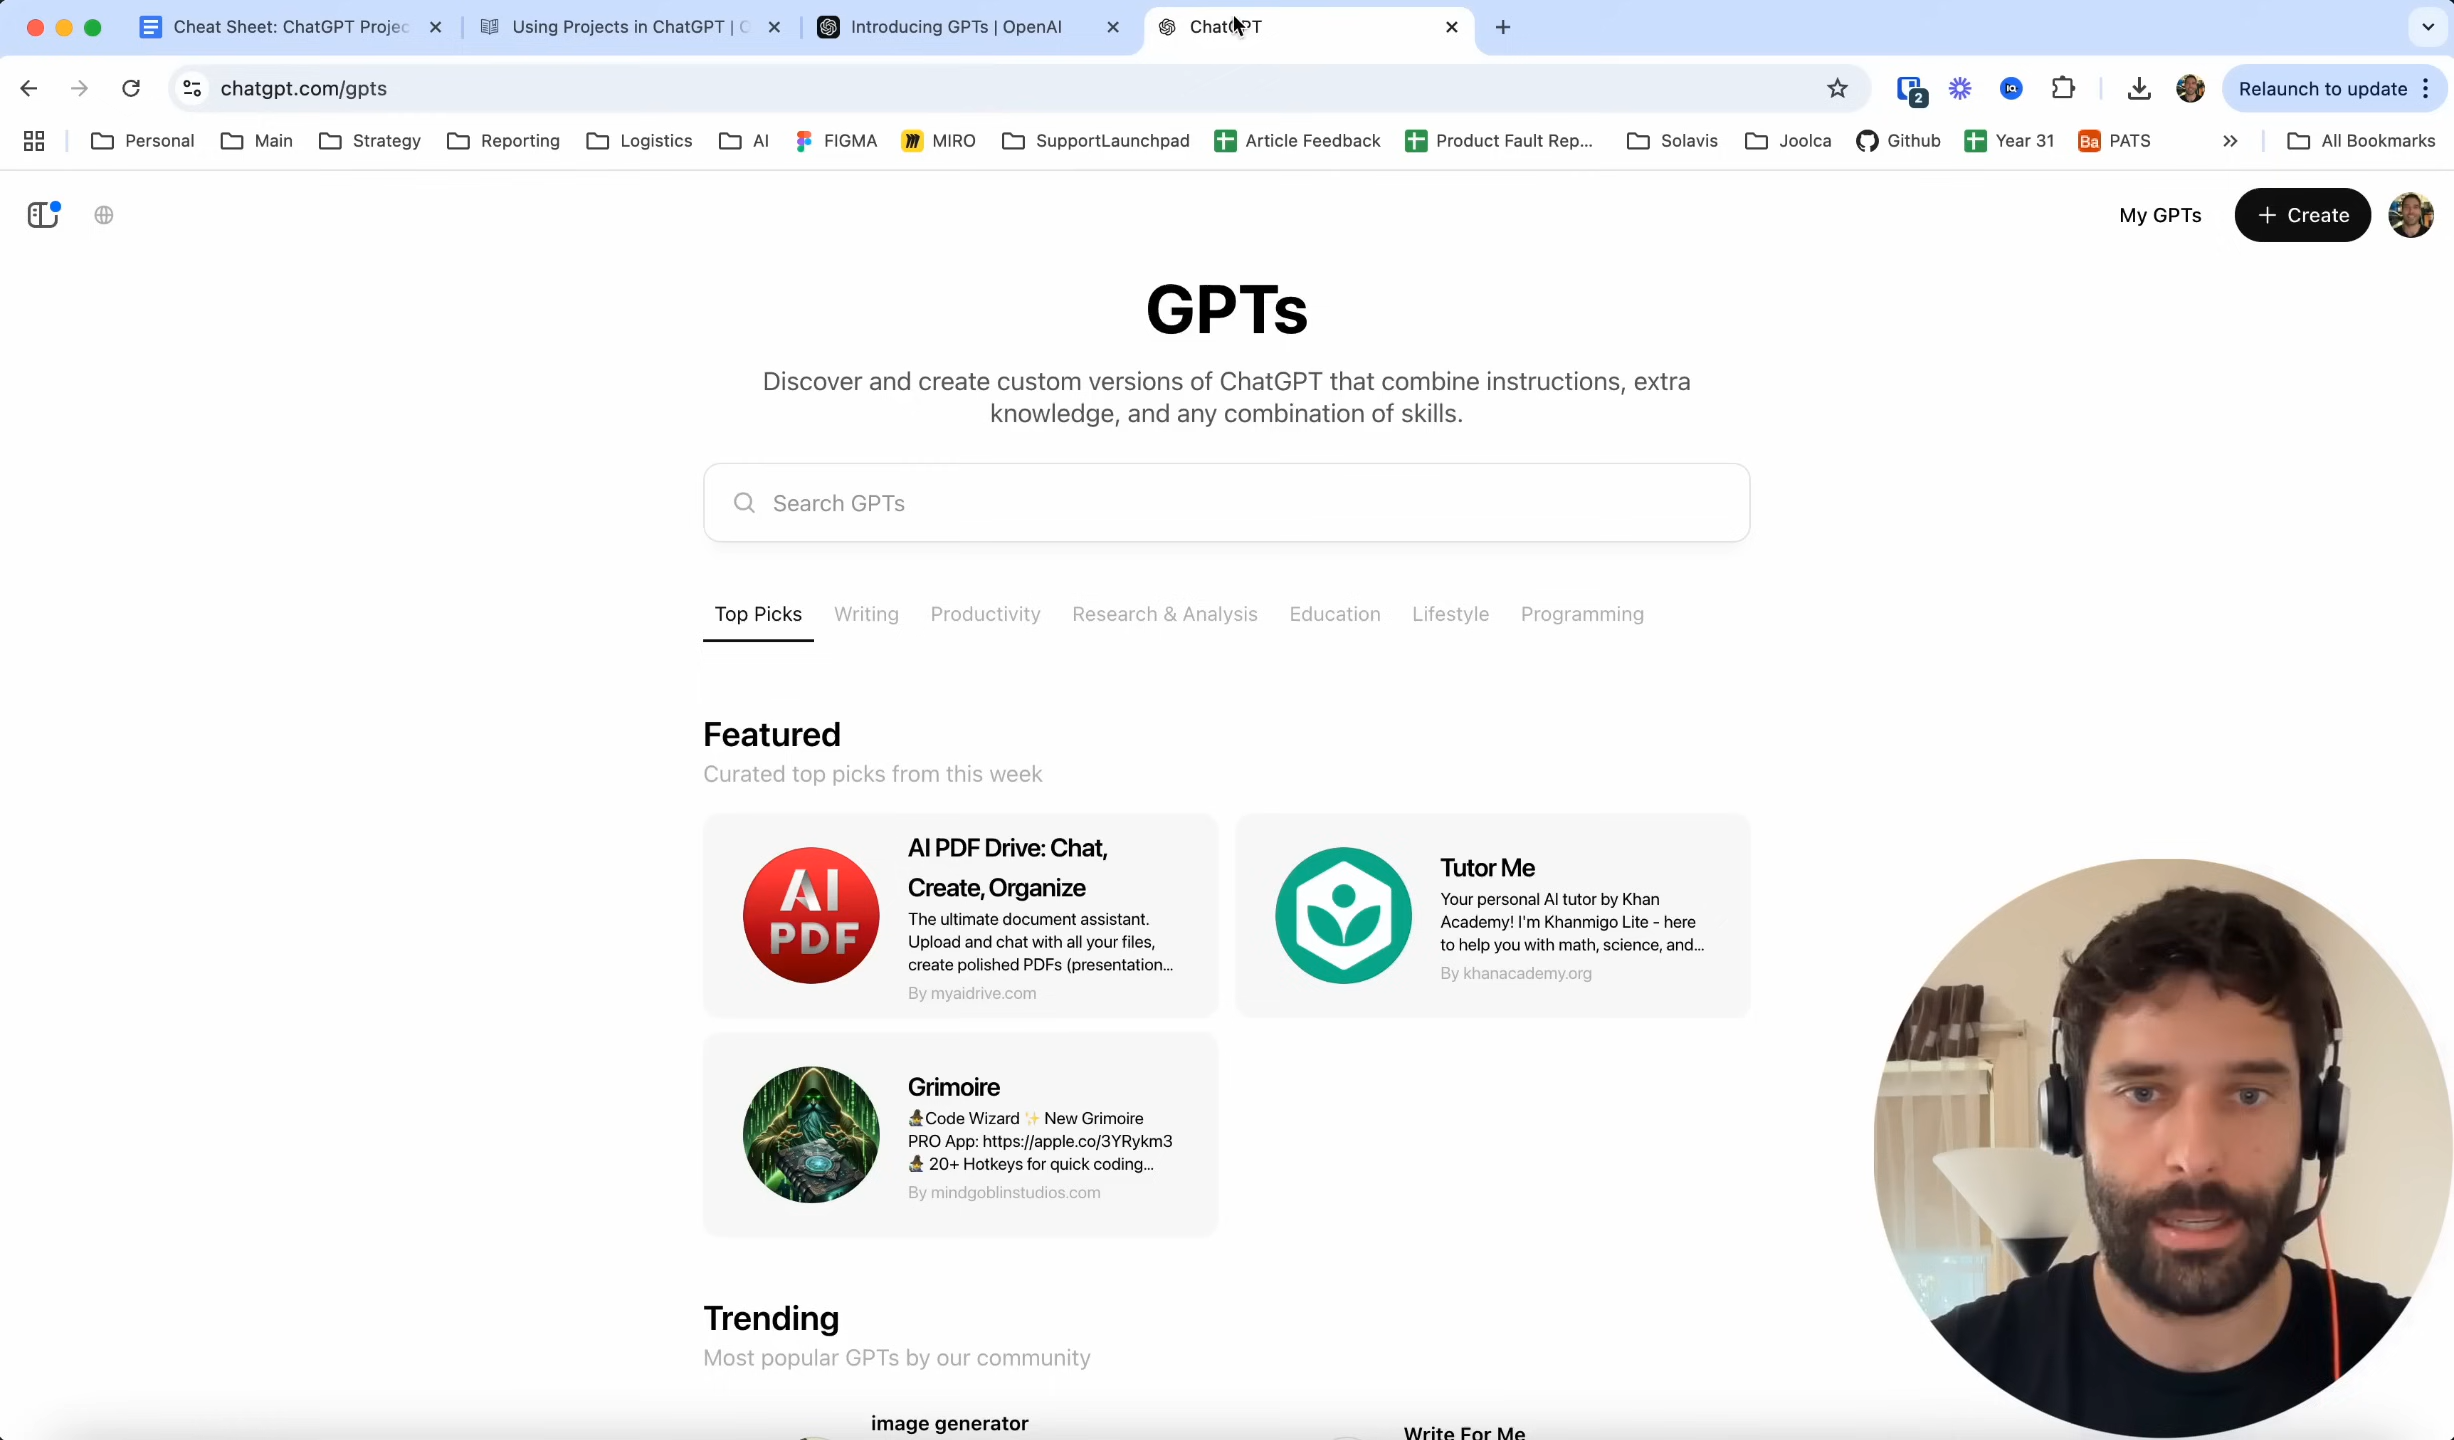 Cheat Sheet: ChatGPT Projec
Using Projects in ChatGPT |
Introducing GPTs | OpenAI
ChatGPT
chatgpt.com/gpts
2
IQ
Relaunch to update
Personal
Main
Strategy
Reporting
Logistics
AI
FIGMA
MIRO
SupportLaunchpad
Article Feedback
Product Fault Rep...
Solavis
Joolca
Github
Year 31
Ba PATS
All Bookmarks
My GPTs
+ Create
GPTs
Discover and create custom versions of ChatGPT that combine instructions, extra
knowledge, and any combination of skills.
Search GPTs
Top Picks
Writing
Productivity
Research & Analysis
Education
Lifestyle
Programming
Featured
Curated top picks from this week
AI PDF
AI PDF Drive: Chat,
Create, Organize
The ultimate document assistant.
Upload and chat with all your files,
create polished PDFs (presentation...
By myaidrive.com
Tutor Me
Your personal AI tutor by Khan
Academy! I'm Khanmigo Lite - here
to help you with math, science, and...
By khanacademy.org
Grimoire
🧙Code Wizard ✨ New Grimoire
PRO App: https://apple.co/3YRykm3
🧙 20+ Hotkeys for quick coding...
By mindgoblinstudios.com
Trending
Most popular GPTs by our community
image generator
Write For Me